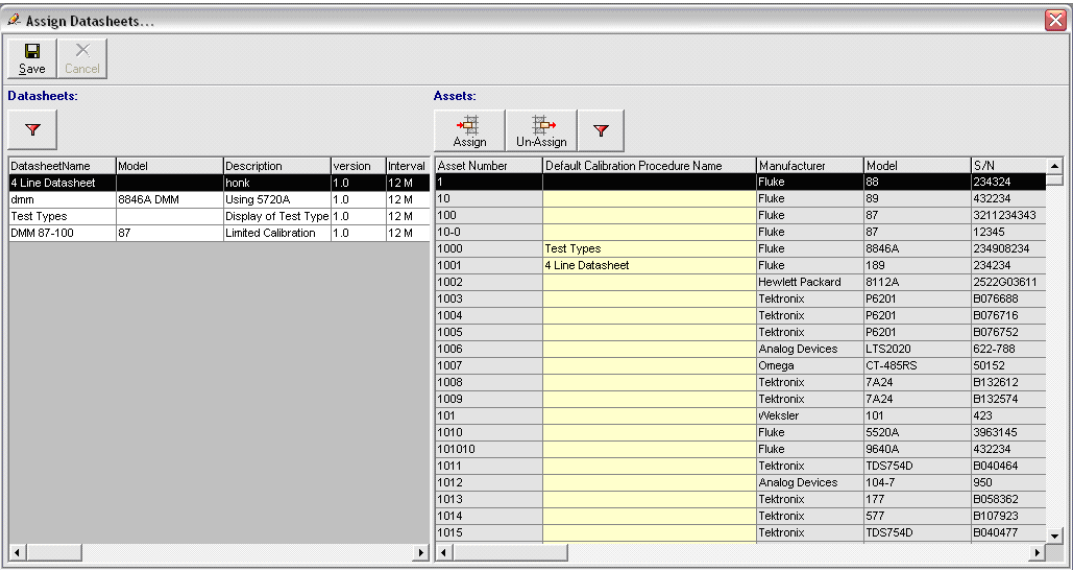 Assign Datasheets...
Save Cancel
Datasheets:
Assets:
Assign Un-Assign
DatasheetName Model Description version Interval
4 Line Datasheet honk 1.0 12 M
dmm 8846A DMM Using 5720A 1.0 12 M
Test Types Display of Test Type 1.0 12 M
DMM 87-100 87 Limited Calibration 1.0 12 M
Asset Number Default Calibration Procedure Name Manufacturer Model S/N
1 Fluke 88 234324
10 Fluke 89 432234
100 Fluke 87 3211234343
10-0 Fluke 87 12345
1000 Test Types Fluke 8846A 234908234
1001 4 Line Datasheet Fluke 189 234234
1002 Hewlett Packard 8112A 2522G03611
1003 Tektronix P6201 B076688
1004 Tektronix P6201 B076716
1005 Tektronix P6201 B076752
1006 Analog Devices LTS2020 622-788
1007 Omega CT-485RS 50152
1008 Tektronix 7A24 B132612
1009 Tektronix 7A24 B132574
101 Weksler 101 423
1010 Fluke 5520A 3963145
101010 Fluke 9640A 432234
1011 Tektronix TDS754D B040464
1012 Analog Devices 104-7 950
1013 Tektronix 177 B058362
1014 Tektronix 577 B107923
1015 Tektronix TDS754D B040477